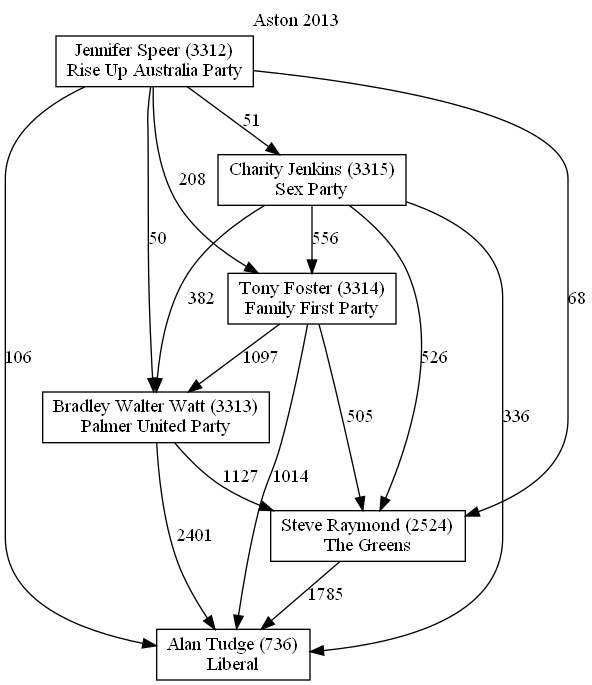 Aston 2013
Jennifer Speer (3312)
Rise Up Australia Party
51
Charity Jenkins (3315)
Sex Party
208
50
382
556
Tony Foster (3314)
Family First Party
68
106
1097
526
505
336
Bradley Walter Watt (3313)
Palmer United Party
1127
1014
Steve Raymond (2524)
The Greens
2401
1785
Alan Tudge (736)
Liberal